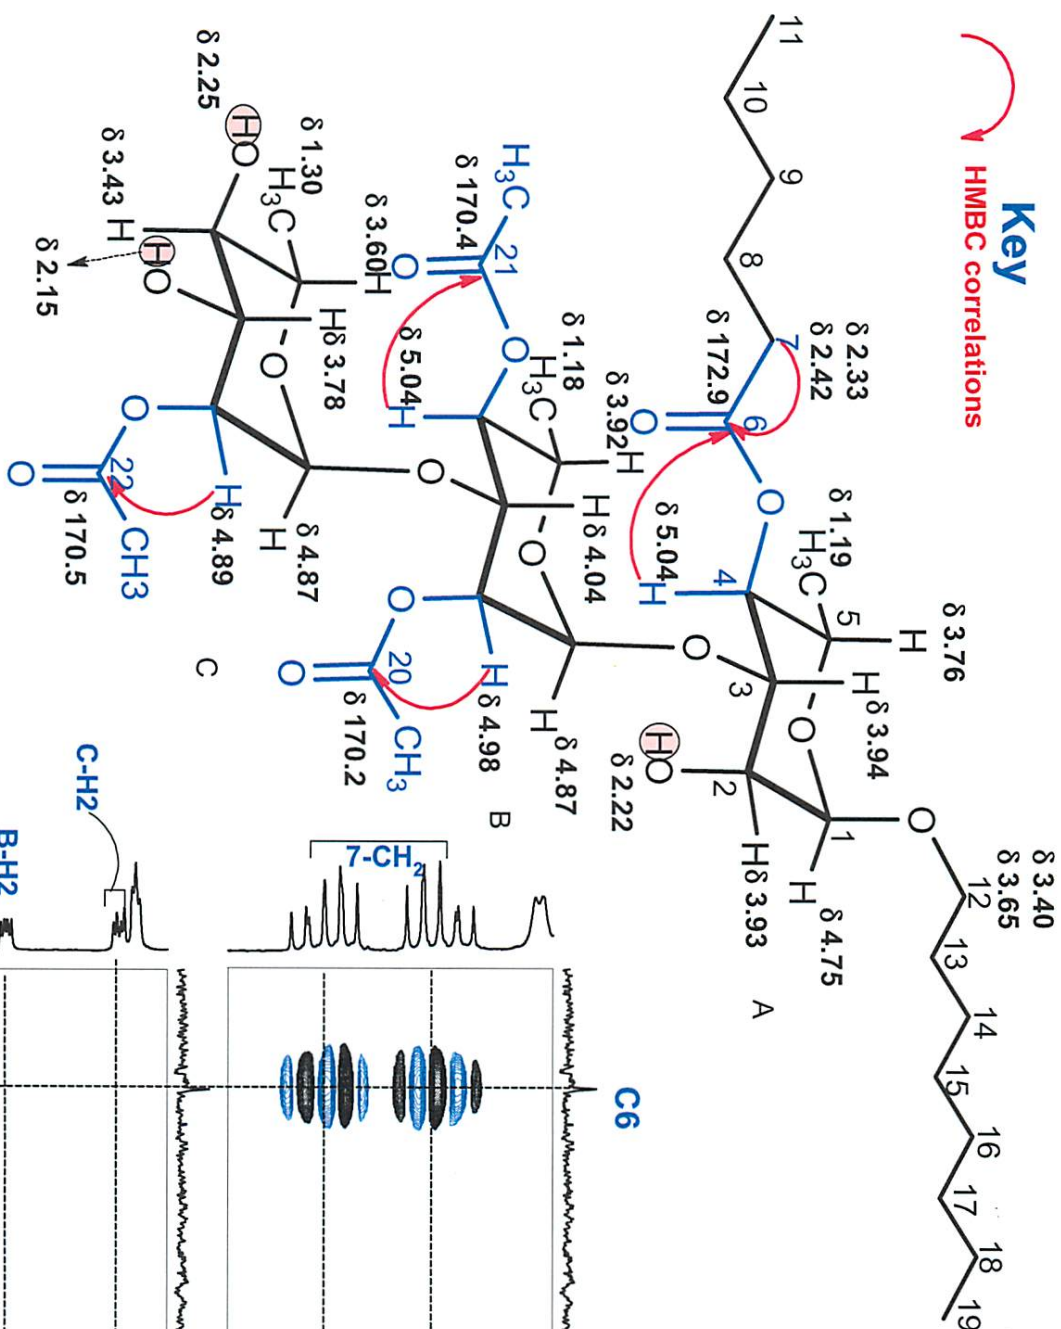 Key
HMBC correlations
11
10
9
8
7
δ 2.33
δ 2.42
δ 172.9
6
O
O
δ 5.04
H
4
δ 1.19
H₃C
5
H
δ 3.76
3
H δ 3.94
O
2
HO
δ 2.22
H δ 3.93
1
H
δ 4.75
A
O
12
δ 3.40
δ 3.65
13
14
15
16
17
18
19
H₃C
21
δ 170.4
O
O
δ 5.04
H
δ 1.18
H₃C
δ 3.92 H
H δ 4.04
O
O
H
δ 4.87
O
20
O
δ 170.2
CH₃
H
δ 4.98
B
δ 2.25
HO
δ 1.30
H₃C
δ 3.60 H
δ 3.43 H
HO
δ 2.15
H δ 3.78
O
O
H
δ 4.87
O
22
O
δ 170.5
CH3
H
δ 4.89
C
7-CH₂
C6
C-H2
B-H2